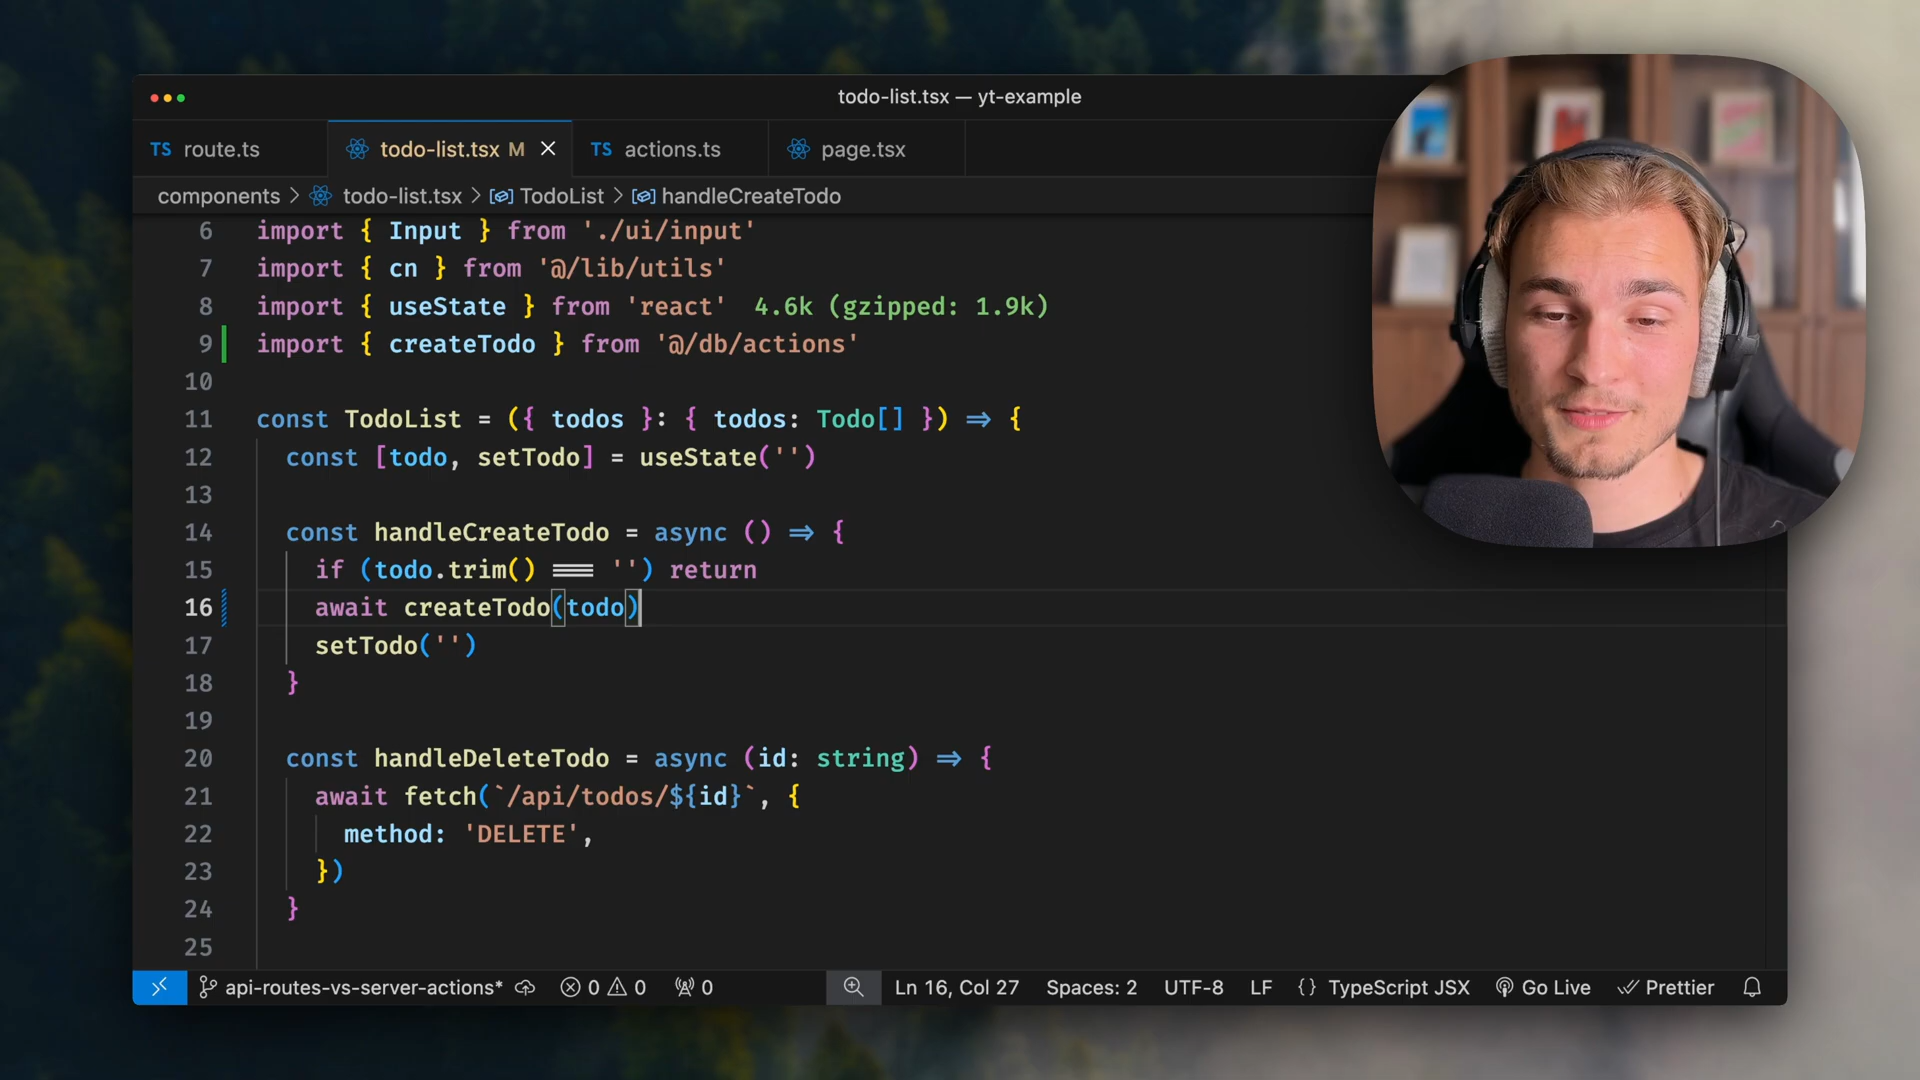 todo-list.tsx — yt-example
TS route.ts
todo-list.tsx M
TS actions.ts
page.tsx
components > todo-list.tsx > TodoList > handleCreateTodo
6 import { Input } from './ui/input'
7 import { cn } from '@/lib/utils'
8 import { useState } from 'react' 4.6k (gzipped: 1.9k)
9 import { createTodo } from '@/db/actions'
10
11 const TodoList = ({ todos }: { todos: Todo[] }) => {
12 const [todo, setTodo] = useState('')
13
14 const handleCreateTodo = async () => {
15 if (todo.trim() === '') return
16 await createTodo(todo)
17 setTodo('')
18 }
19
20 const handleDeleteTodo = async (id: string) => {
21 await fetch(`/api/todos/${id}`, {
22 method: 'DELETE',
23 })
24 }
25
api-routes-vs-server-actions* 0 0 0 Ln 16, Col 27 Spaces: 2 UTF-8 LF {} TypeScript JSX Go Live Prettier